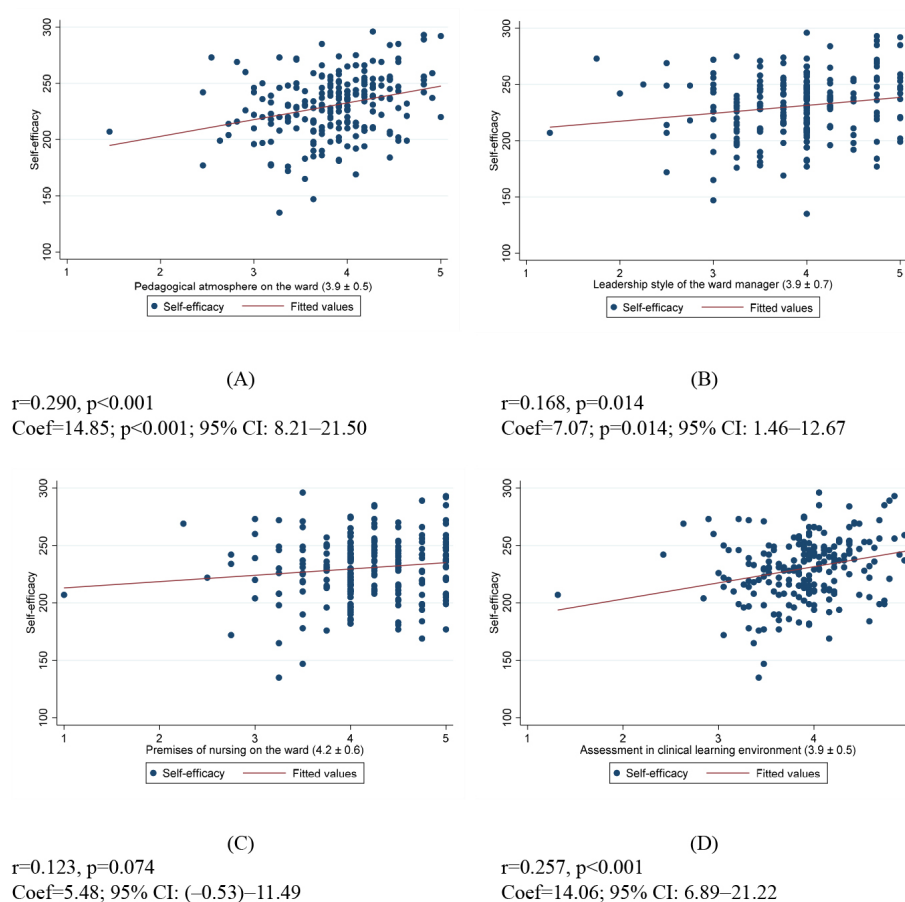 300
250
200
150
100
Self-efficacy
1 2 3 4 5
Pedagogical atmosphere on the ward (3.9 ± 0.5)
Self-efficacy Fitted values
(A)
r=0.290, p<0.001
Coef=14.85; p<0.001; 95% CI: 8.21–21.50
300
250
200
150
100
Self-efficacy
1 2 3 4 5
Leadership style of the ward manager (3.9 ± 0.7)
Self-efficacy Fitted values
(B)
r=0.168, p=0.014
Coef=7.07; p=0.014; 95% CI: 1.46–12.67
300
250
200
150
100
Self-efficacy
1 2 3 4 5
Premises of nursing on the ward (4.2 ± 0.6)
Self-efficacy Fitted values
(C)
r=0.123, p=0.074
Coef=5.48; 95% CI: (–0.53)–11.49
300
250
200
150
100
Self-efficacy
1 2 3 4 5
Assessment in clinical learning environment (3.9 ± 0.5)
Self-efficacy Fitted values
(D)
r=0.257, p<0.001
Coef=14.06; 95% CI: 6.89–21.22